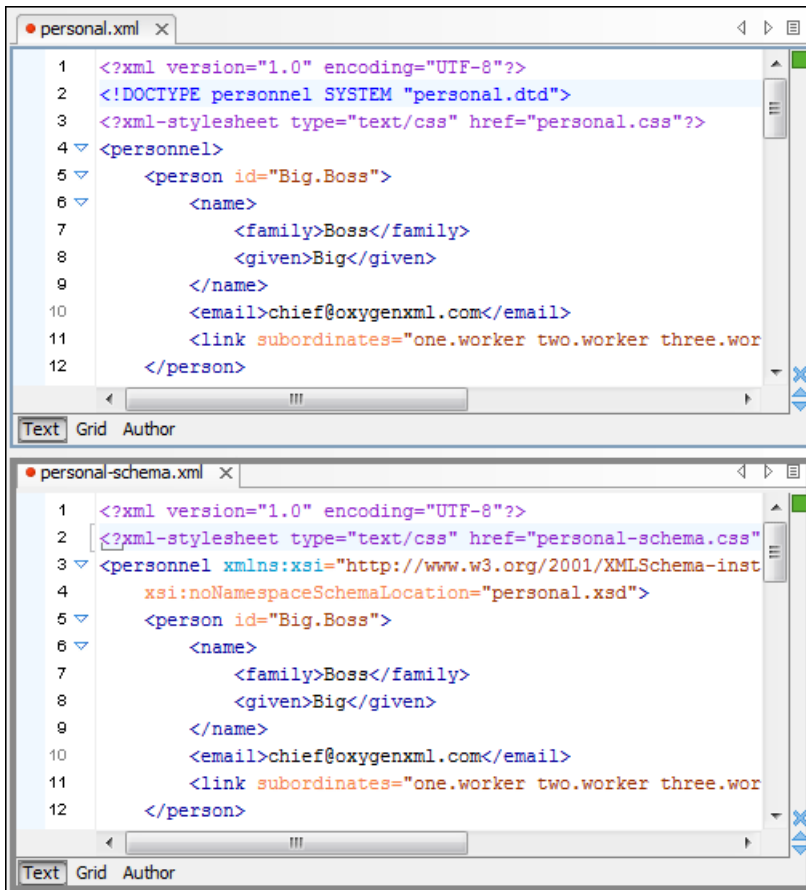 personal.xml
1 <?xml version="1.0" encoding="UTF-8"?>
2 <!DOCTYPE personnel SYSTEM "personal.dtd">
3 <?xml-stylesheet type="text/css" href="personal.css"?>
4 <personnel>
5 <person id="Big.Boss">
6 <name>
7 <family>Boss</family>
8 <given>Big</given>
9 </name>
10 <email>chief@oxygenxml.com</email>
11 <link subordinates="one.worker two.worker three.wor
12 </person>
Text Grid Author
personal-schema.xml
1 <?xml version="1.0" encoding="UTF-8"?>
2 <?xml-stylesheet type="text/css" href="personal-schema.css"
3 <personnel xmlns:xsi="http://www.w3.org/2001/XMLSchema-inst
4 xsi:noNamespaceSchemaLocation="personal.xsd">
5 <person id="Big.Boss">
6 <name>
7 <family>Boss</family>
8 <given>Big</given>
9 </name>
10 <email>chief@oxygenxml.com</email>
11 <link subordinates="one.worker two.worker three.wor
12 </person>
Text Grid Author